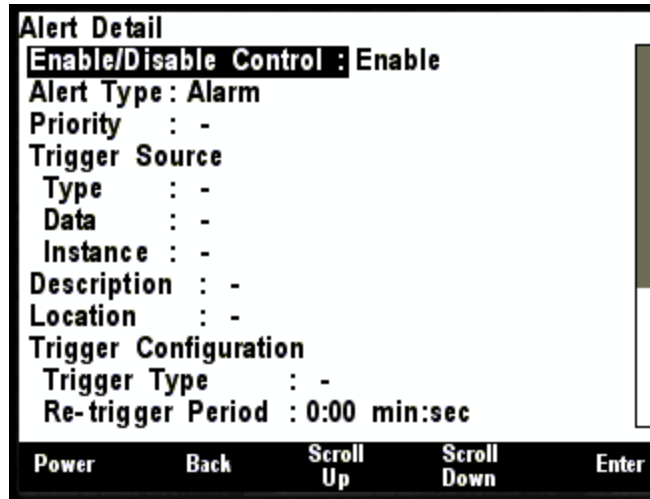 Alert Detail
Enable/Disable Control : Enable
Alert Type : Alarm
Priority : -
Trigger Source
Type : -
Data : -
Instance : -
Description : -
Location : -
Trigger Configuration
Trigger Type : -
Re-trigger Period : 0:00 min:sec
Power Back Scroll Up Scroll Down Enter